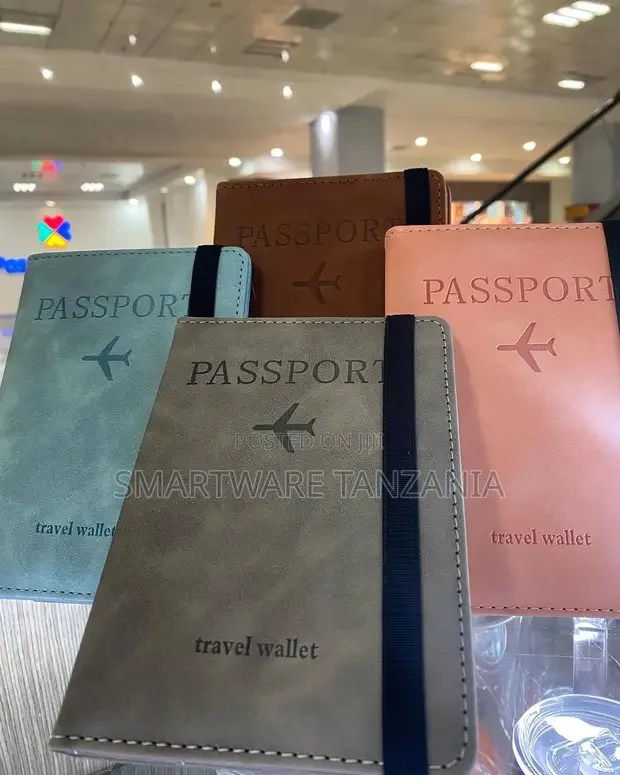 PASSPORT
PASSPORT
travel wallet
PASSPORT
travel wallet
PASSPORT
travel wallet
POSTED ON JIJI
SMARTWARE TANZANIA